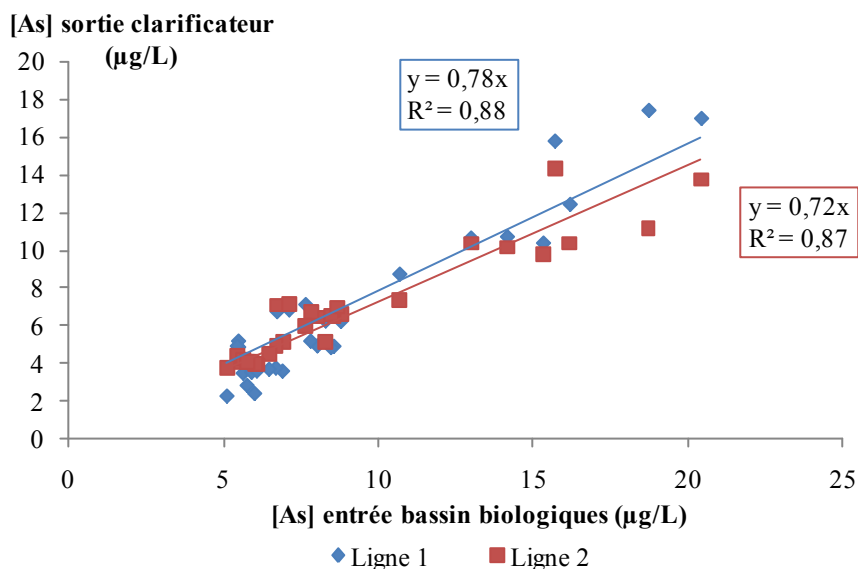 [As] sortie clarificateur
(µg/L)
20
18
16
14
12
10
8
6
4
2
0
y = 0,78x
R² = 0,88
y = 0,72x
R² = 0,87
0 5 10 15 20 25
[As] entrée bassin biologiques (µg/L)
Ligne 1 Ligne 2